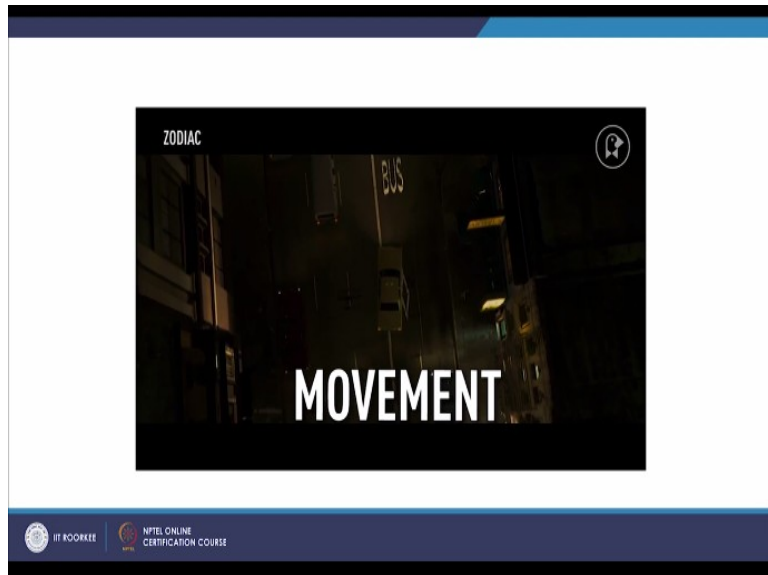 ZODIAC
BUS
MOVEMENT
IIT ROORKEE
NPTEL ONLINE
CERTIFICATION COURSE